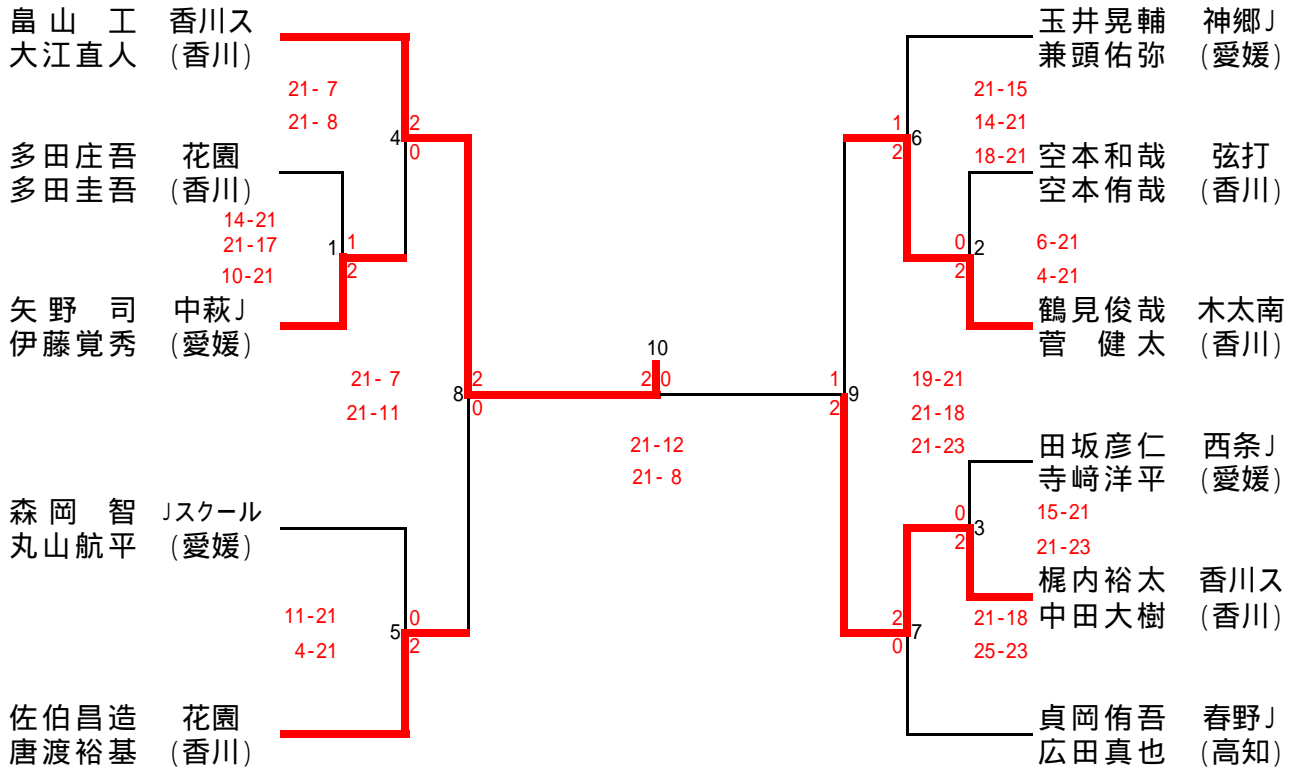 畠山 工 香川ス
大江直人 (香川)
21- 7
21- 8
4
2
0
多田庄吾 花園
多田圭吾 (香川)
14-21
21-17
10-21
1
1
2
矢野 司 中萩J
伊藤覚秀 (愛媛)
21- 7
21-11
8
2
0
森岡 智 Jスクール
丸山航平 (愛媛)
11-21
4-21
5
0
2
佐伯昌造 花園
唐渡裕基 (香川)
10
2 0
21-12
21- 8
玉井晃輔 神郷J
兼頭佑弥 (愛媛)
21-15
14-21
18-21
1
2
6
空本和哉 弦打
空本侑哉 (香川)
0
2
2
6-21
4-21
鶴見俊哉 木太南
菅 健太 (香川)
1
2
9
19-21
21-18
21-23
田坂彦仁 西条J
寺﨑洋平 (愛媛)
0
2
3
15-21
21-23
梶内裕太 香川ス
中田大樹 (香川)
2
0
7
21-18
25-23
貞岡侑吾 春野J
広田真也 (高知)